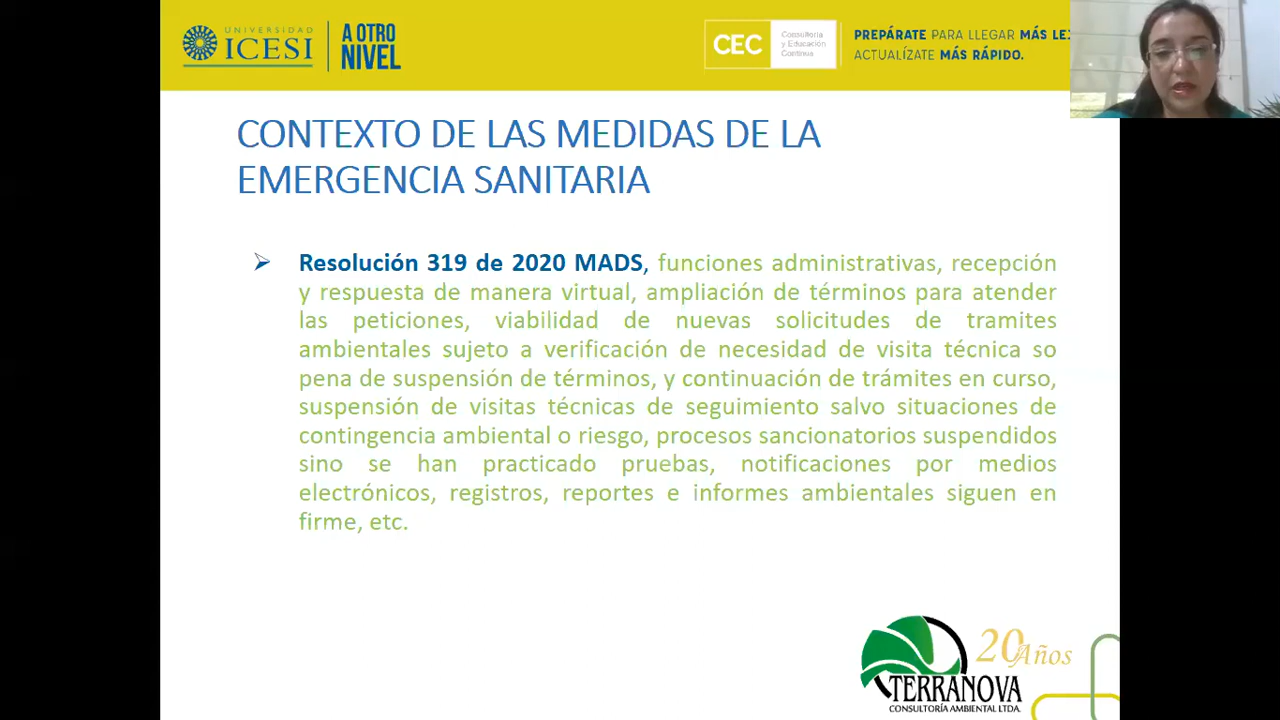 UNIVERSIDAD
ICESI
A OTRO
NIVEL
CEC
Consultoría
y Educación
Continua
PREPÁRATE PARA LLEGAR MÁS LE
ACTUALÍZATE MÁS RÁPIDO.
CONTEXTO DE LAS MEDIDAS DE LA
EMERGENCIA SANITARIA
Resolución 319 de 2020 MADS, funciones administrativas, recepción
y respuesta de manera virtual, ampliación de términos para atender
las peticiones, viabilidad de nuevas solicitudes de tramites
ambientales sujeto a verificación de necesidad de visita técnica so
pena de suspensión de términos, y continuación de trámites en curso,
suspensión de visitas técnicas de seguimiento salvo situaciones de
contingencia ambiental o riesgo, procesos sancionatorios suspendidos
sino se han practicado pruebas, notificaciones por medios
electrónicos, registros, reportes e informes ambientales siguen en
firme, etc.
20 Años
TERRANOVA
CONSULTORÍA AMBIENTAL LTDA.